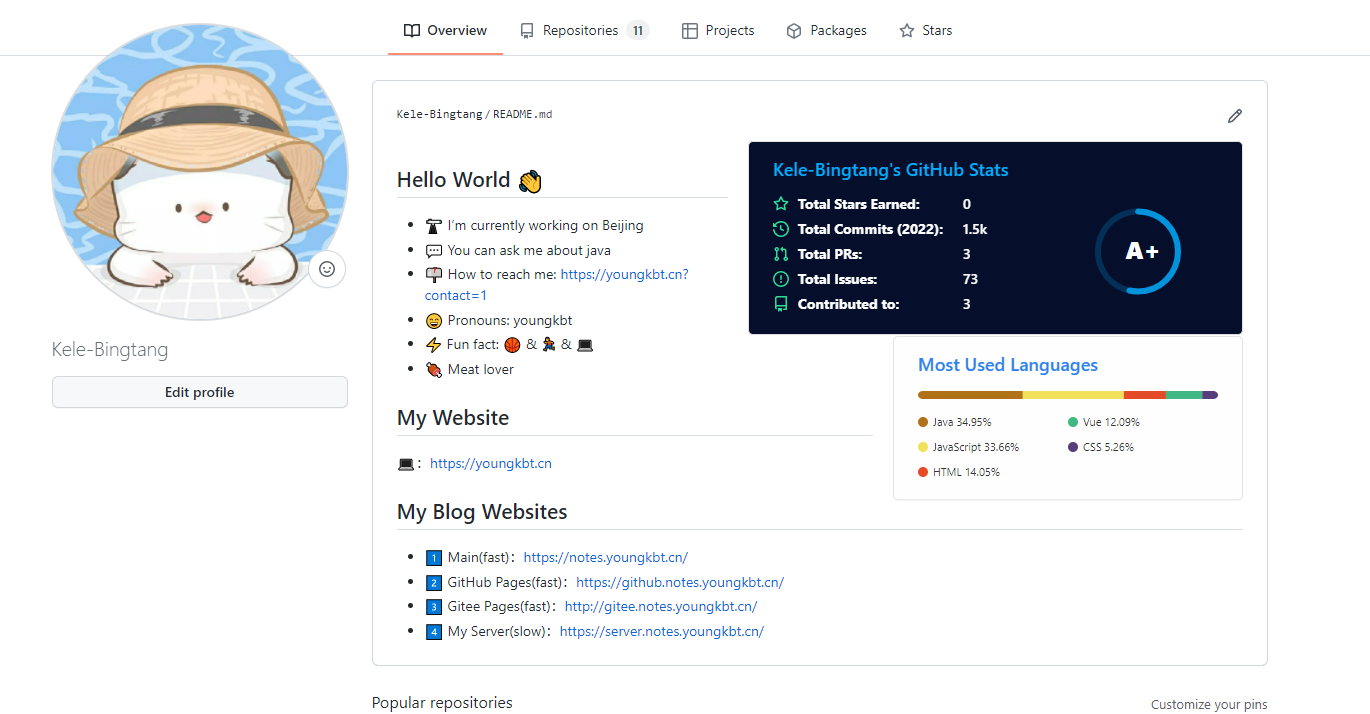 Overview
Repositories 11
Projects
Packages
Stars
Kele-Bingtang
Edit profile
Kele-Bingtang / README.md
Hello World 👋
🔭 I'm currently working on Beijing
💬 You can ask me about java
📫 How to reach me: https://youngkbt.cn?
contact=1
😄 Pronouns: youngkbt
⚡ Fun fact: 🏀 & 🏃 & 💻
🍖 Meat lover
Kele-Bingtang's GitHub Stats
Total Stars Earned: 0
Total Commits (2022): 1.5k
Total PRs: 3
Total Issues: 73
Contributed to: 3
A+
Most Used Languages
Java 34.95%
JavaScript 33.66%
HTML 14.05%
Vue 12.09%
CSS 5.26%
My Website
💻：https://youngkbt.cn
My Blog Websites
1️⃣ Main(fast)：https://notes.youngkbt.cn/
2️⃣ GitHub Pages(fast)：https://github.notes.youngkbt.cn/
3️⃣ Gitee Pages(fast)：http://gitee.notes.youngkbt.cn/
4️⃣ My Server(slow)：https://server.notes.youngkbt.cn/
Popular repositories
Customize your pins